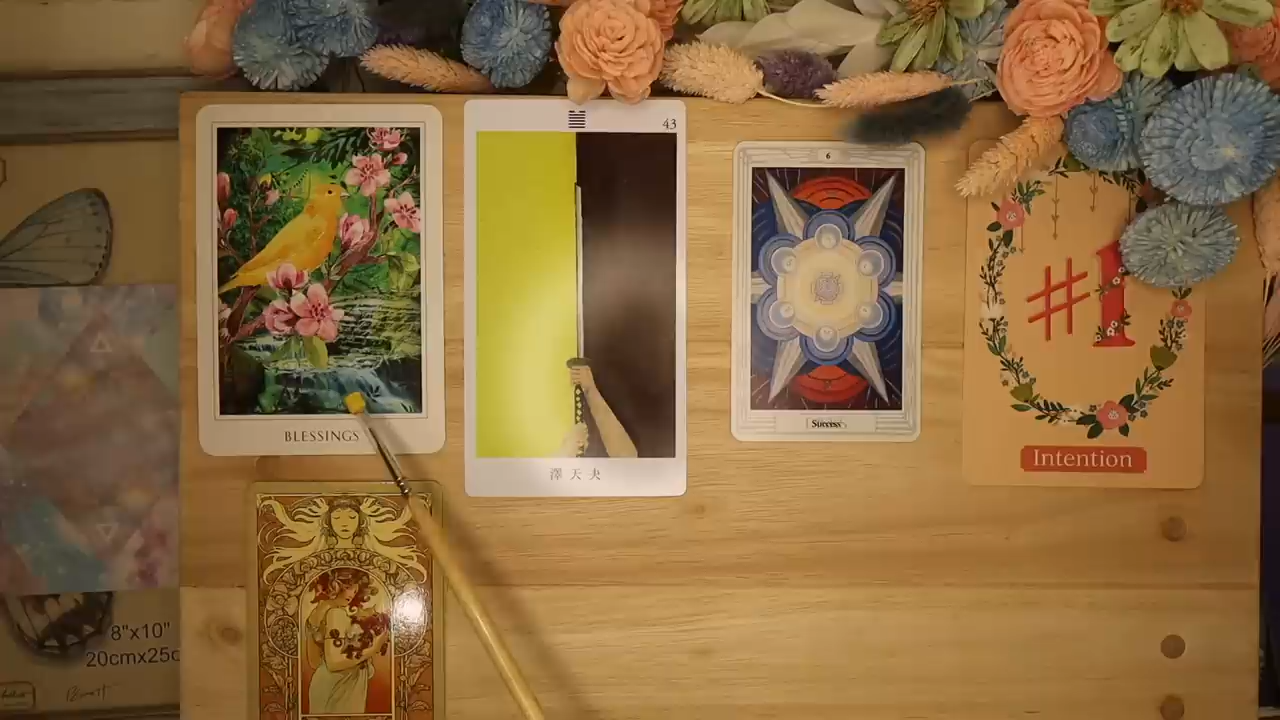 BLESSINGS
43
澤天夬
6
Success
#1
Intention
8"x10"
20cmx25c